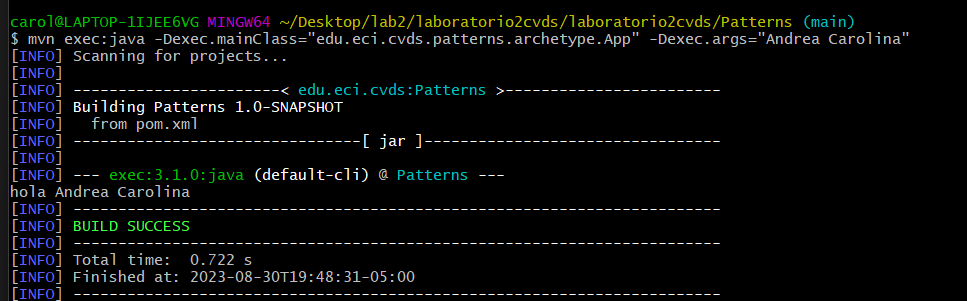 carol@LAPTOP-1IJEE6VG MINGW64 ~/Desktop/lab2/laboratorio2cvds/laboratorio2cvds/Patterns (main)
$ mvn exec:java -Dexec.mainClass="edu.eci.cvds.patterns.archetype.App" -Dexec.args="Andrea Carolina"
[INFO] Scanning for projects...
[INFO]
[INFO] -----------------------< edu.eci.cvds:Patterns >------------------------
[INFO] Building Patterns 1.0-SNAPSHOT
[INFO]   from pom.xml
[INFO] --------------------------------[ jar ]---------------------------------
[INFO]
[INFO] --- exec:3.1.0:java (default-cli) @ Patterns ---
hola Andrea Carolina
[INFO] ------------------------------------------------------------------------
[INFO] BUILD SUCCESS
[INFO] ------------------------------------------------------------------------
[INFO] Total time:  0.722 s
[INFO] Finished at: 2023-08-30T19:48:31-05:00
[INFO] ------------------------------------------------------------------------